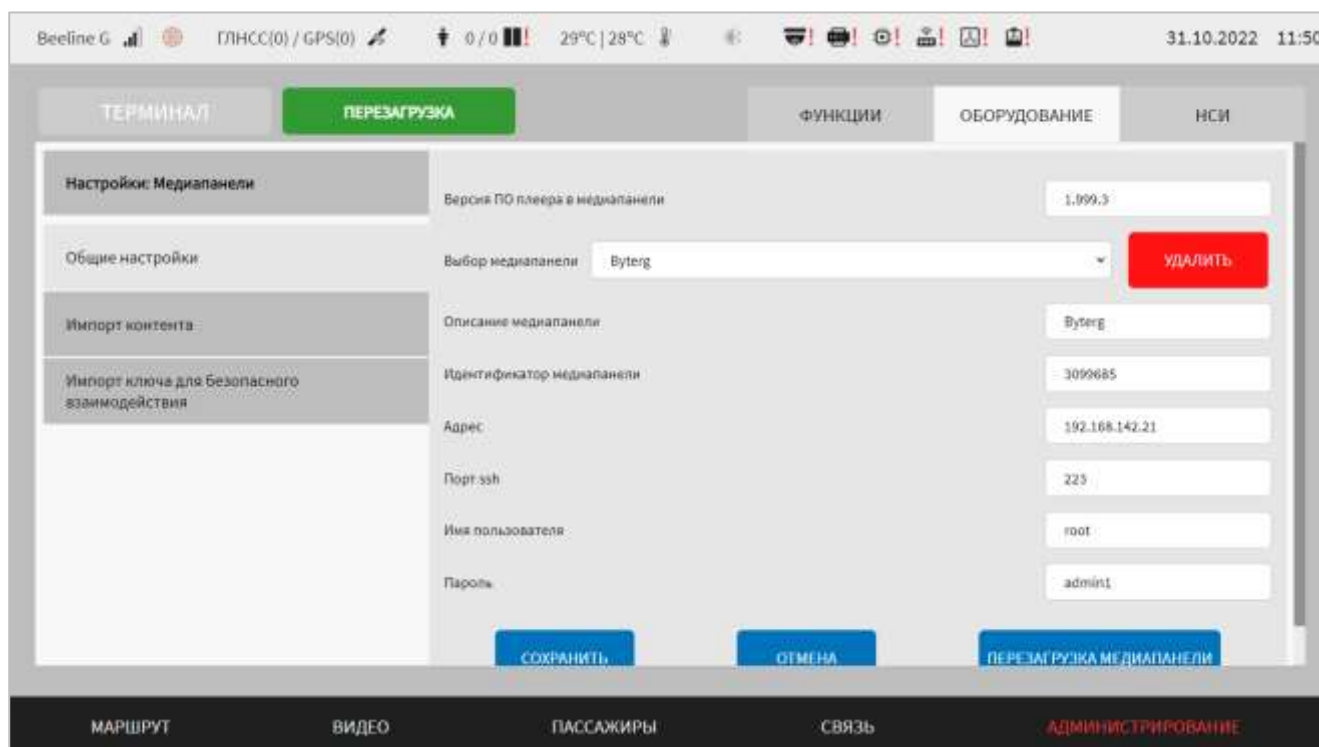 Beeline G ГЛНСС(0) / GPS(0) 0 / 0 ! 29°C | 28°C ! ! ! ! ! ! 31.10.2022 11:50
ТЕРМИНАЛ ПЕРЕЗАГРУЗКА ФУНКЦИИ ОБОРУДОВАНИЕ НСИ
Настройки: Медиапанели
Общие настройки
Импорт контента
Импорт ключа для безопасного
взаимодействия
Версия ПО плеера в медиапанели 1.999.3
Выбор медиапанели Byterg УДАЛИТЬ
Описание медиапанели Byterg
Идентификатор медиапанели 3099685
Адрес 192.168.142.21
Порт ssh 223
Имя пользователя root
Пароль admin1
СОХРАНИТЬ ОТМЕНА ПЕРЕЗАГРУЗКА МЕДИАПАНЕЛИ
МАРШРУТ ВИДЕО ПАССАЖИРЫ СВЯЗЬ АДМИНИСТРИРОВАНИЕ